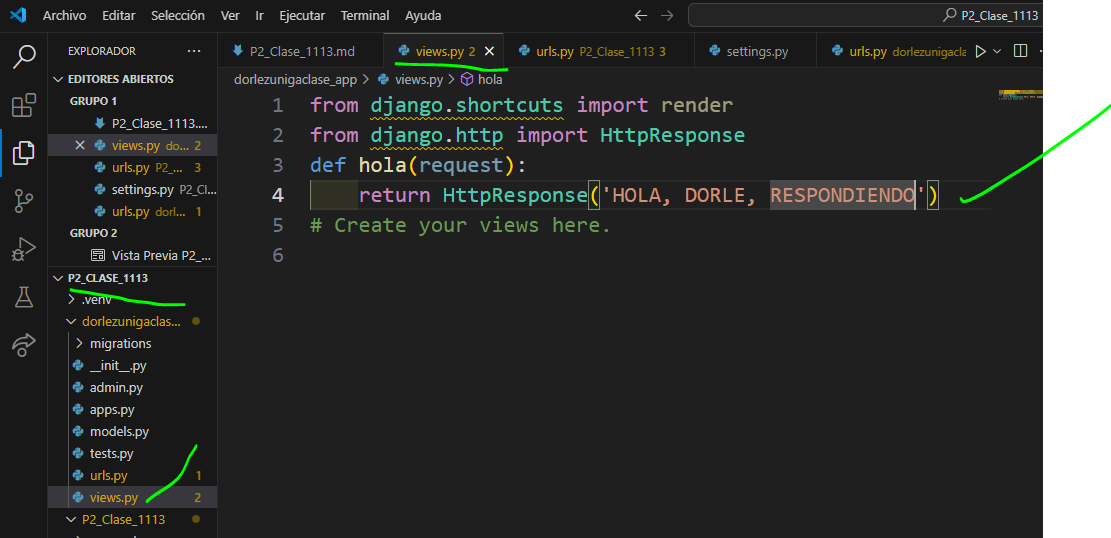 Archivo Editar Selección Ver Ir Ejecutar Terminal Ayuda
P2_Clase_1113
EXPLORADOR
P2_Clase_1113.md views.py 2 urls.py P2_Clase_1113 3 settings.py urls.py dorlezunigacla
EDITORES ABIERTOS
GRUPO 1
P2_Clase_1113....
views.py do... 2
urls.py P2_... 3
settings.py P2_Cl...
urls.py dorl... 1
GRUPO 2
Vista Previa P2_...
P2_CLASE_1113
.venv
dorlezunigaclas...
migrations
__init__.py
admin.py
apps.py
models.py
tests.py
urls.py 1
views.py 2
P2_Clase_1113
dorlezunigaclase_app > views.py > hola
1 from django.shortcuts import render
2 from django.http import HttpResponse
3 def hola(request):
4 return HttpResponse('HOLA, DORLE, RESPONDIENDO')
5 # Create your views here.
6